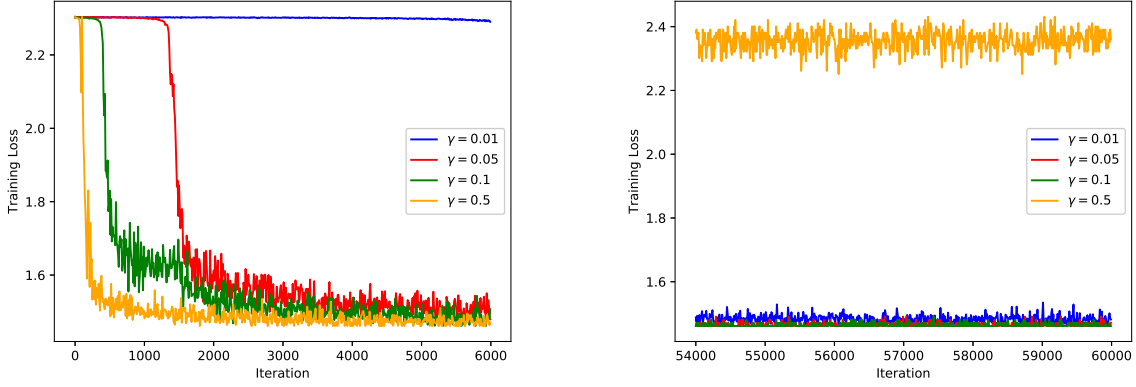 2.2
2.0
1.8
1.6
Training Loss
0 1000 2000 3000 4000 5000 6000
Iteration
γ = 0.01
γ = 0.05
γ = 0.1
γ = 0.5
2.4
2.2
2.0
1.8
1.6
Training Loss
54000 55000 56000 57000 58000 59000 60000
Iteration
γ = 0.01
γ = 0.05
γ = 0.1
γ = 0.5